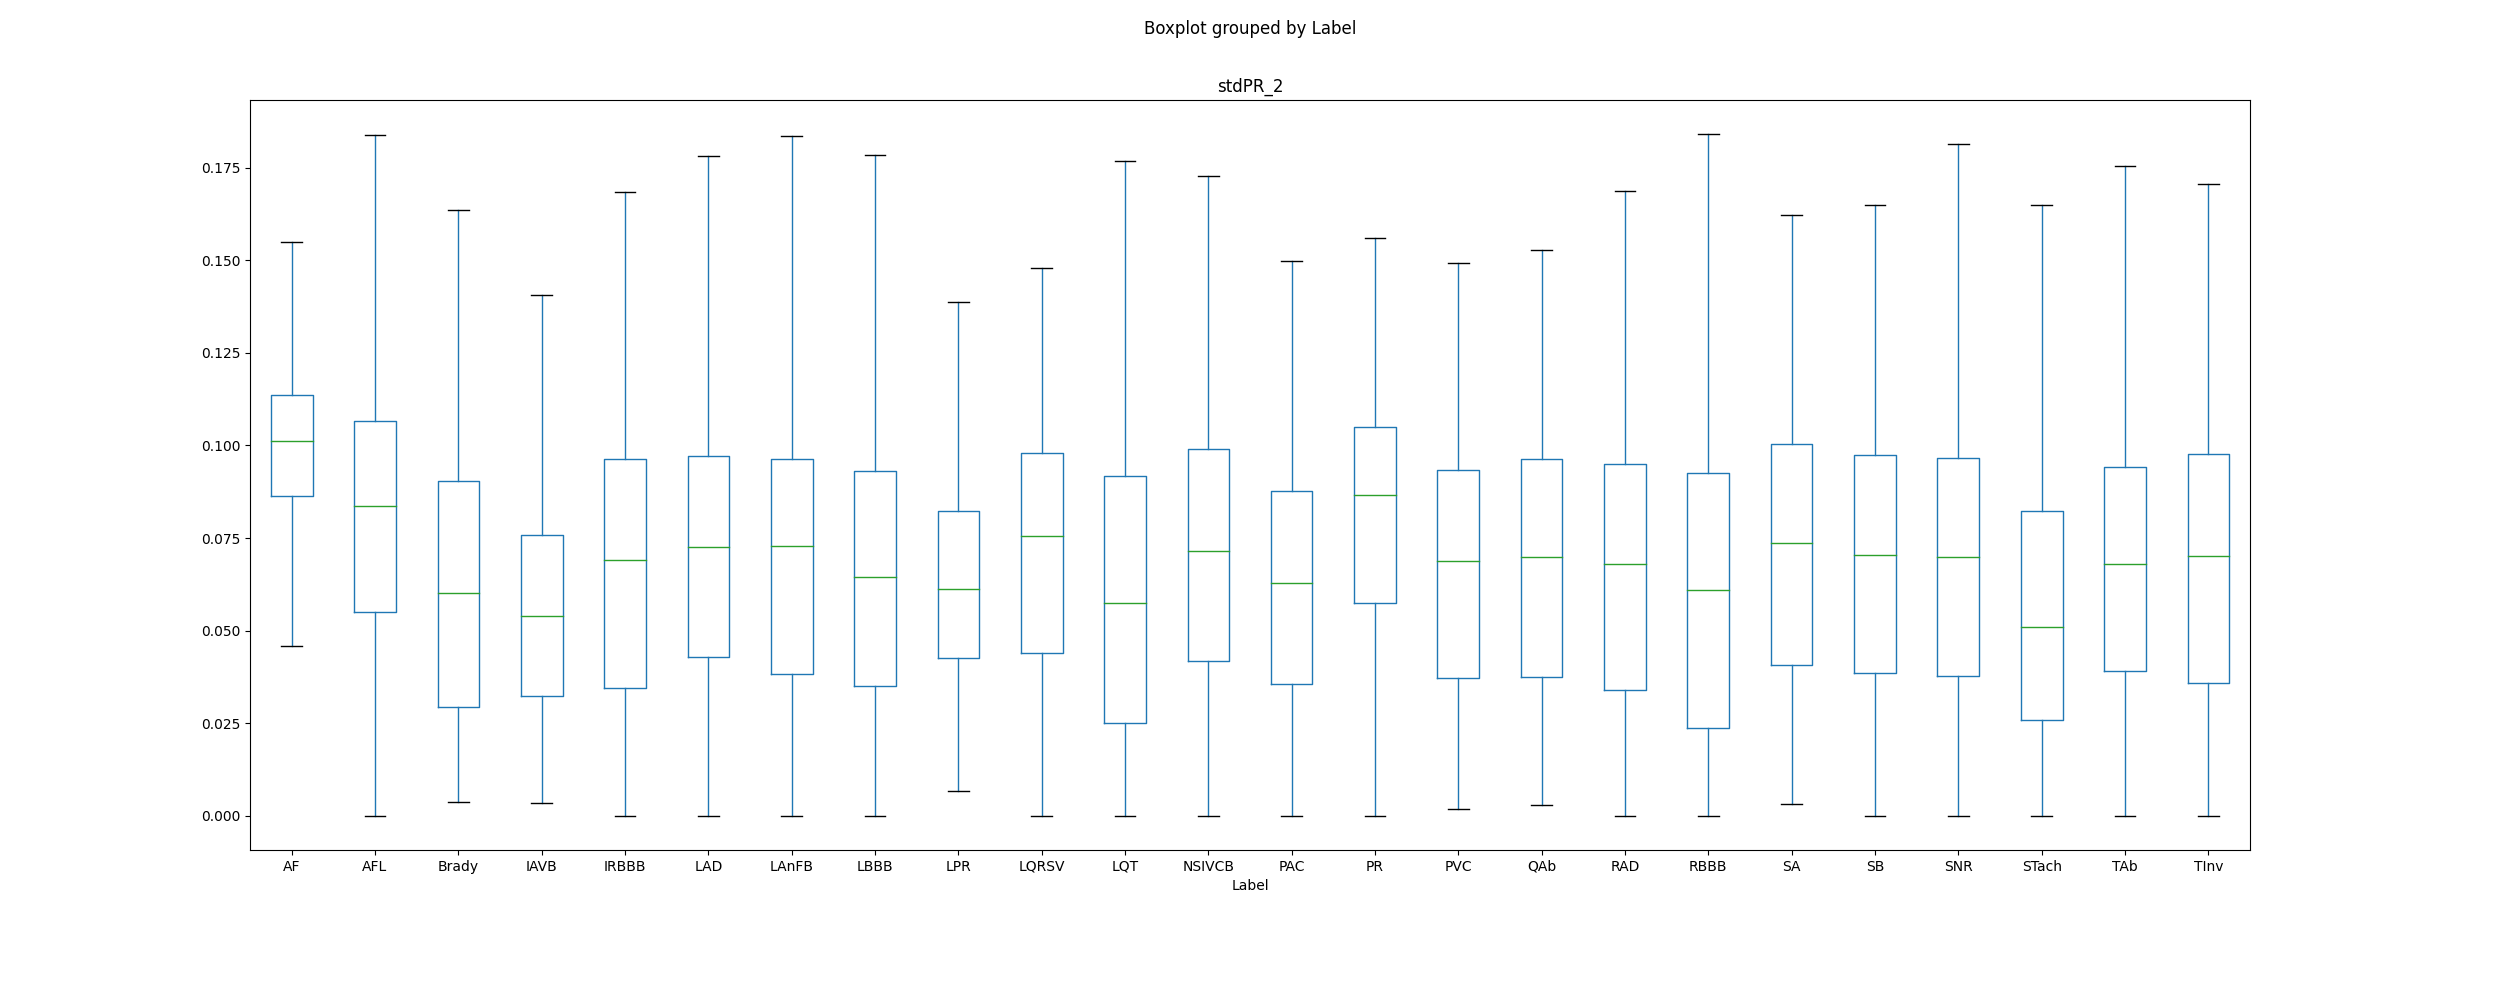 Boxplot grouped by Label
stdPR_2
0.175
0.150
0.125
0.100
0.075
0.050
0.025
0.000
AF AFL Brady IAVB IRBBB LAD LAnFB LBBB LPR LQRSV LQT NSIVCB PAC PR PVC QAb RAD RBBB SA SB SNR STach TAb TInv
Label